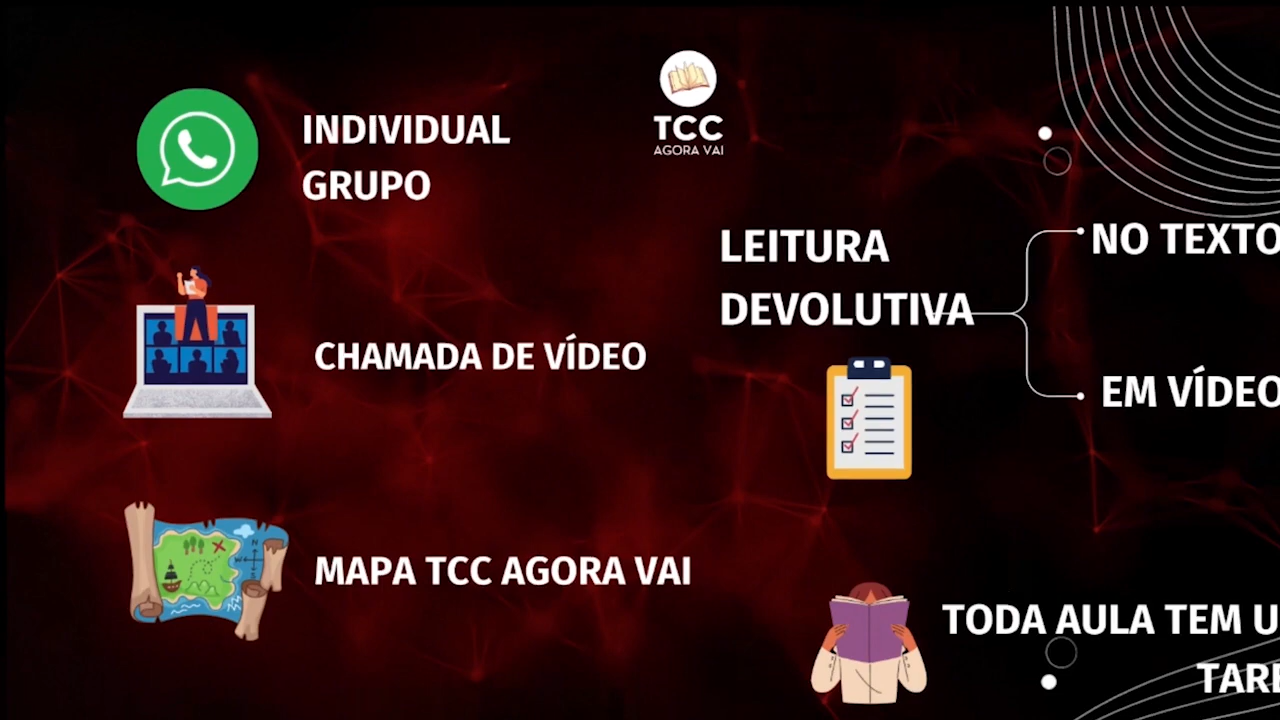 INDIVIDUAL
GRUPO
TCC
AGORA VAI
LEITURA
DEVOLUTIVA
NO TEXTO
EM VÍDEO
CHAMADA DE VÍDEO
MAPA TCC AGORA VAI
TODA AULA TEM